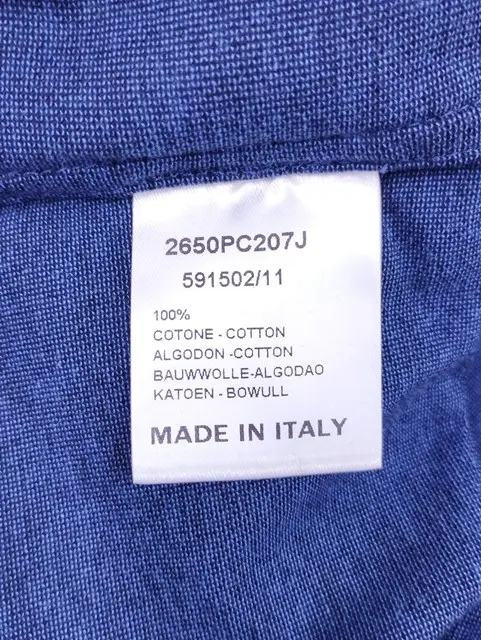 2650PC207J
591502/11
100%
COTONE - COTTON
ALGODON -COTTON
BAUWWOLLE-ALGODAO
KATOEN - BOWULL
MADE IN ITALY